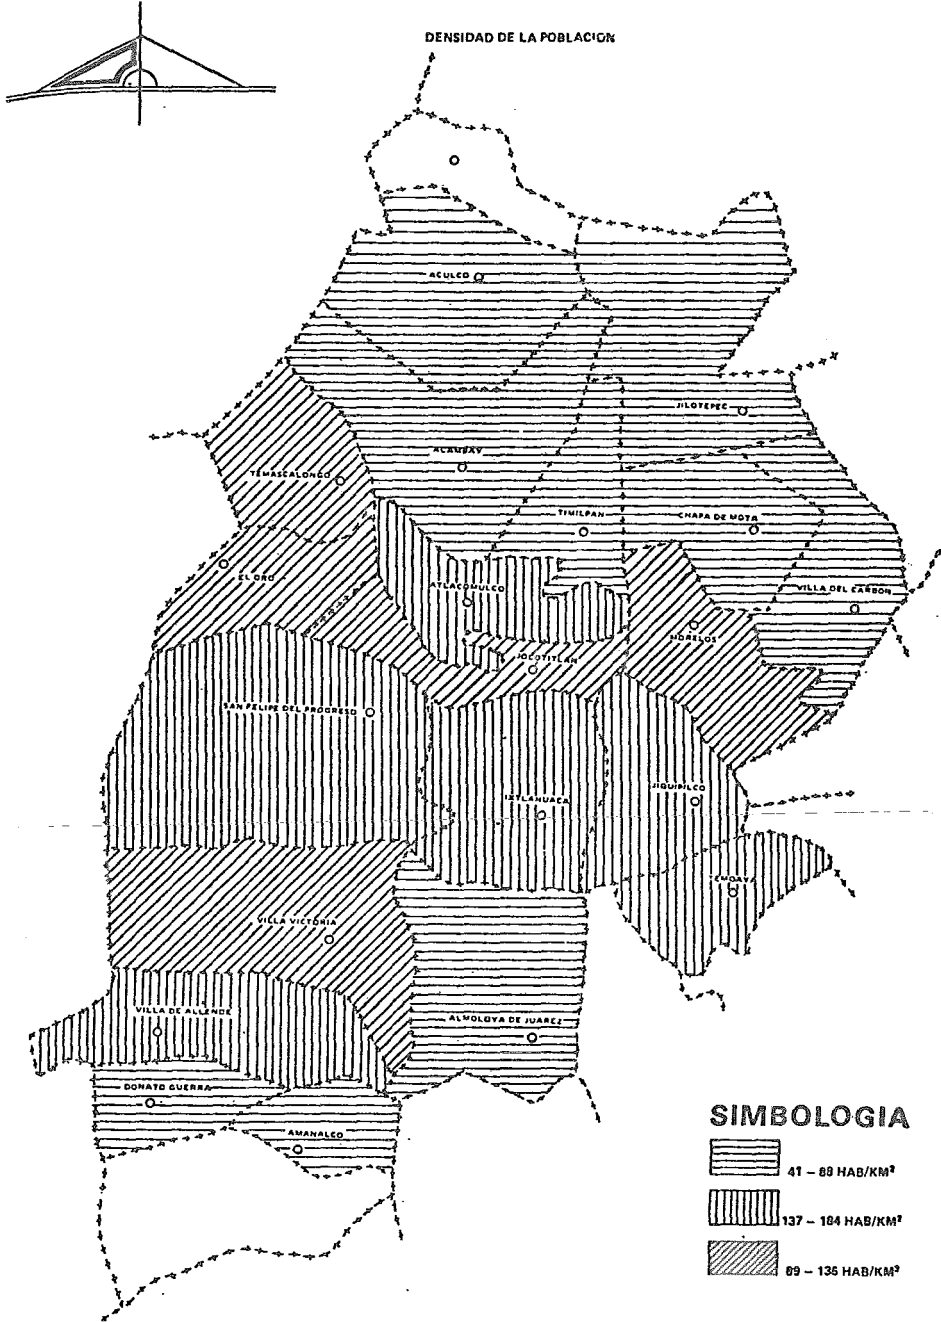 DENSIDAD DE LA POBLACION
ACULCO
JILOTEPEC
ACAMBAY
TEMASCALCINGO
TIMILPAN
CHAPA DE MOTA
EL ORO
ATLACOMULCO
VILLA DEL CARBON
MORELOS
JOCOTITLAN
SAN FELIPE DEL PROGRESO
JIQUIPILCO
IXTLAHUACA
TEMOAYA
VILLA VICTORIA
VILLA DE ALLENDE
ALMOLOYA DE JUAREZ
DONATO GUERRA
AMANALCO
SIMBOLOGIA
41 – 88 HAB/KM²
137 – 184 HAB/KM²
89 – 136 HAB/KM²